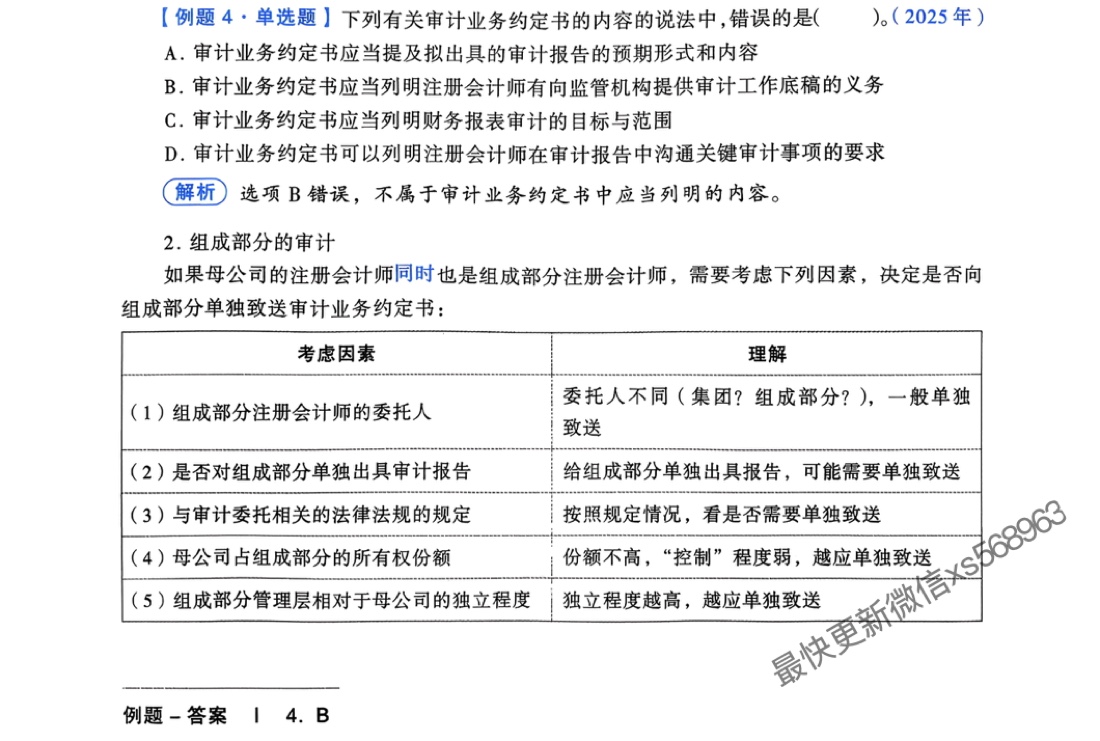 【例题4·单选题】下列有关审计业务约定书的内容的说法中,错误的是(  )。(2025年)
A. 审计业务约定书应当提及拟出具的审计报告的预期形式和内容
B. 审计业务约定书应当列明注册会计师有向监管机构提供审计工作底稿的义务
C. 审计业务约定书应当列明财务报表审计的目标与范围
D. 审计业务约定书可以列明注册会计师在审计报告中沟通关键审计事项的要求
解析 选项B错误，不属于审计业务约定书中应当列明的内容。
2. 组成部分的审计
如果母公司的注册会计师同时也是组成部分注册会计师，需要考虑下列因素，决定是否向
组成部分单独致送审计业务约定书：
考虑因素 理解
（1）组成部分注册会计师的委托人 委托人不同（集团？组成部分？），一般单独
致送
（2）是否对组成部分单独出具审计报告 给组成部分单独出具报告，可能需要单独致送
（3）与审计委托相关的法律法规的规定 按照规定情况，看是否需要单独致送
（4）母公司占组成部分的所有权份额 份额不高，“控制”程度弱，越应单独致送
（5）组成部分管理层相对于母公司的独立程度 独立程度越高，越应单独致送
最快更新微信xs568963
例题－答案 | 4. B